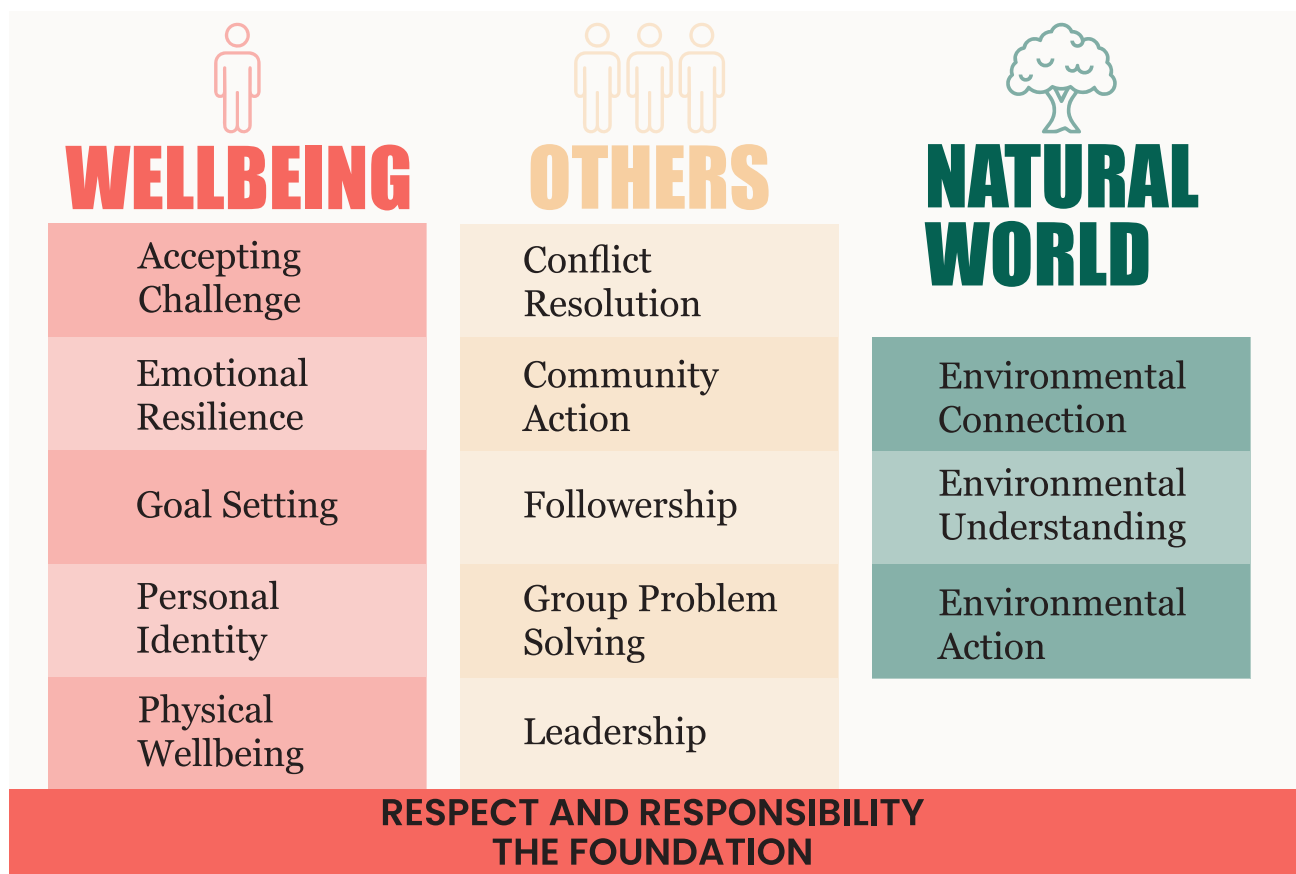 WELLBEING
Accepting
Challenge
Emotional
Resilience
Goal Setting
Personal
Identity
Physical
Wellbeing
OTHERS
Conflict
Resolution
Community
Action
Followership
Group Problem
Solving
Leadership
NATURAL
WORLD
Environmental
Connection
Environmental
Understanding
Environmental
Action
RESPECT AND RESPONSIBILITY
THE FOUNDATION